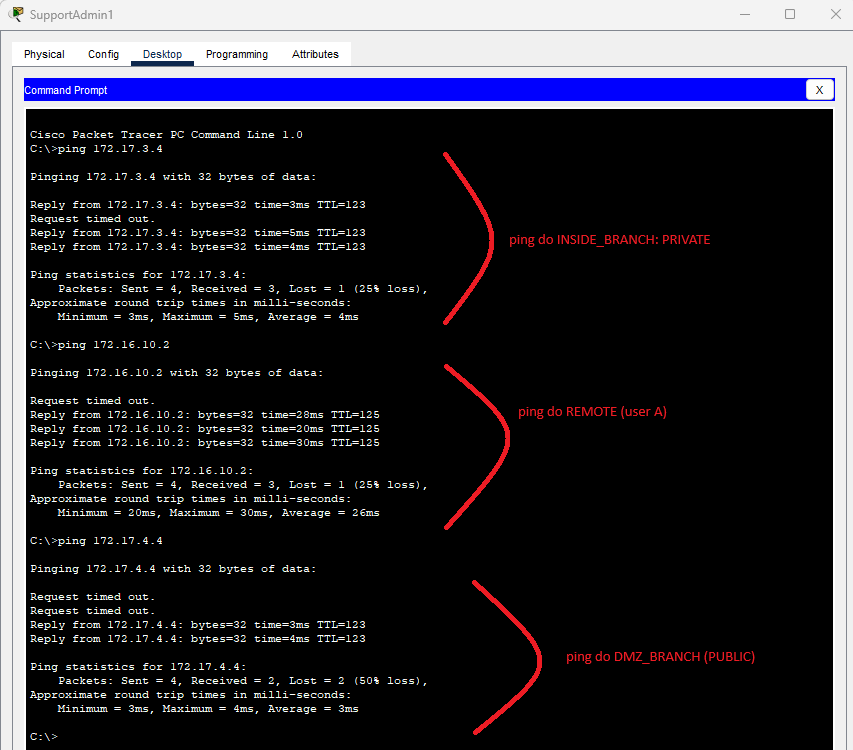 SupportAdmin1
Physical Config Desktop Programming Attributes
Command Prompt X
Cisco Packet Tracer PC Command Line 1.0
C:\>ping 172.17.3.4
Pinging 172.17.3.4 with 32 bytes of data:
Reply from 172.17.3.4: bytes=32 time=3ms TTL=123
Request timed out.
Reply from 172.17.3.4: bytes=32 time=5ms TTL=123
Reply from 172.17.3.4: bytes=32 time=4ms TTL=123
ping do INSIDE_BRANCH: PRIVATE
Ping statistics for 172.17.3.4:
Packets: Sent = 4, Received = 3, Lost = 1 (25% loss),
Approximate round trip times in milli-seconds:
Minimum = 3ms, Maximum = 5ms, Average = 4ms
C:\>ping 172.16.10.2
Pinging 172.16.10.2 with 32 bytes of data:
Request timed out.
Reply from 172.16.10.2: bytes=32 time=28ms TTL=125
Reply from 172.16.10.2: bytes=32 time=20ms TTL=125
Reply from 172.16.10.2: bytes=32 time=30ms TTL=125
ping do REMOTE (user A)
Ping statistics for 172.16.10.2:
Packets: Sent = 4, Received = 3, Lost = 1 (25% loss),
Approximate round trip times in milli-seconds:
Minimum = 20ms, Maximum = 30ms, Average = 26ms
C:\>ping 172.17.4.4
Pinging 172.17.4.4 with 32 bytes of data:
Request timed out.
Request timed out.
Reply from 172.17.4.4: bytes=32 time=3ms TTL=123
Reply from 172.17.4.4: bytes=32 time=4ms TTL=123
ping do DMZ_BRANCH (PUBLIC)
Ping statistics for 172.17.4.4:
Packets: Sent = 4, Received = 2, Lost = 2 (50% loss),
Approximate round trip times in milli-seconds:
Minimum = 3ms, Maximum = 4ms, Average = 3ms
C:\>